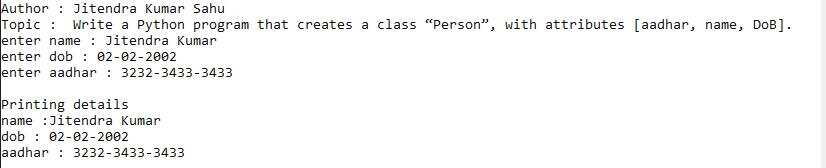 Author : Jitendra Kumar Sahu
Topic :  Write a Python program that creates a class “Person”, with attributes [aadhar, name, DoB].
enter name : Jitendra Kumar
enter dob : 02-02-2002
enter aadhar : 3232-3433-3433

Printing details
name :Jitendra Kumar
dob : 02-02-2002
aadhar : 3232-3433-3433